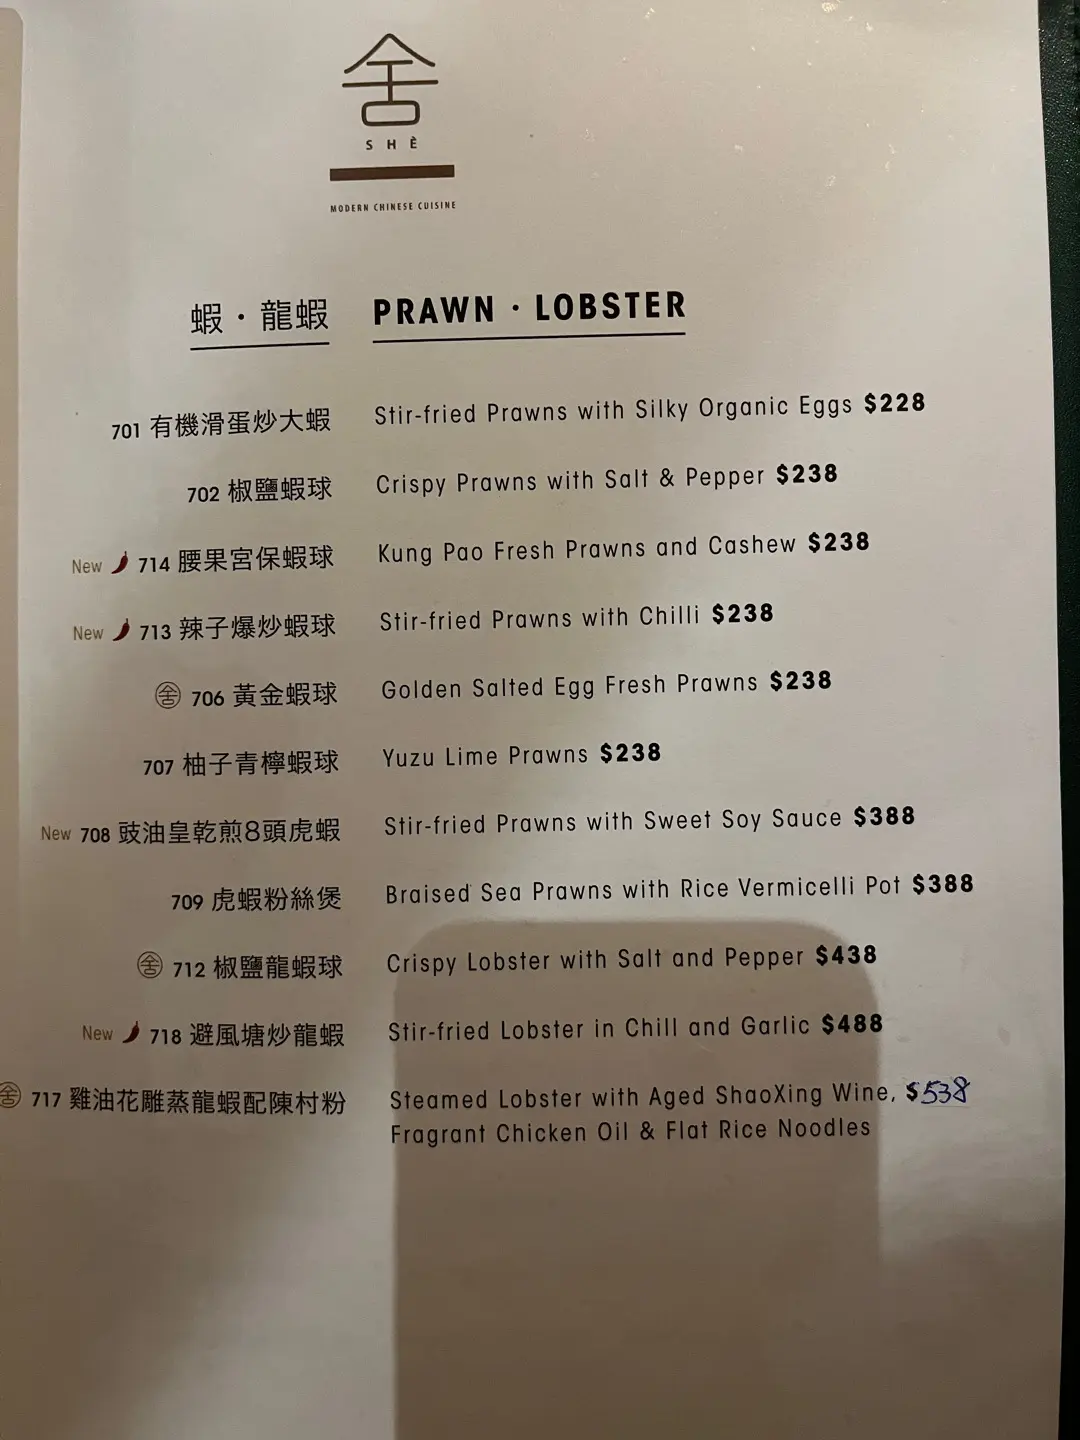 舍
SHÈ
MODERN CHINESE CUISINE
蝦・龍蝦 PRAWN · LOBSTER
701 有機滑蛋炒大蝦 Stir-fried Prawns with Silky Organic Eggs $228
702 椒鹽蝦球 Crispy Prawns with Salt & Pepper $238
New 714 腰果宮保蝦球 Kung Pao Fresh Prawns and Cashew $238
New 713 辣子爆炒蝦球 Stir-fried Prawns with Chilli $238
舍 706 黃金蝦球 Golden Salted Egg Fresh Prawns $238
707 柚子青檸蝦球 Yuzu Lime Prawns $238
New 708 豉油皇乾煎8頭虎蝦 Stir-fried Prawns with Sweet Soy Sauce $388
709 虎蝦粉絲煲 Braised Sea Prawns with Rice Vermicelli Pot $388
舍 712 椒鹽龍蝦球 Crispy Lobster with Salt and Pepper $438
New 718 避風塘炒龍蝦 Stir-fried Lobster in Chill and Garlic $488
舍 717 雞油花雕蒸龍蝦配陳村粉 Steamed Lobster with Aged ShaoXing Wine, $538
Fragrant Chicken Oil & Flat Rice Noodles